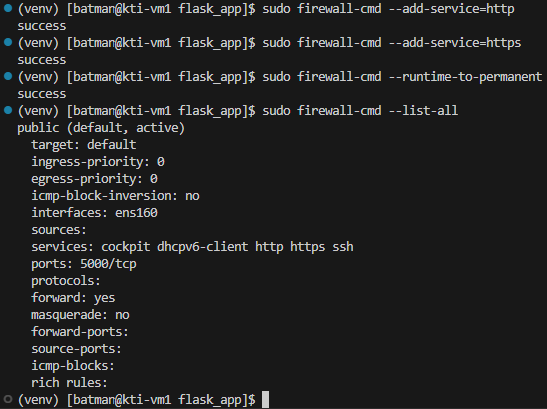 (venv) [batman@kti-vm1 flask_app]$ sudo firewall-cmd --add-service=http
success
(venv) [batman@kti-vm1 flask_app]$ sudo firewall-cmd --add-service=https
success
(venv) [batman@kti-vm1 flask_app]$ sudo firewall-cmd --runtime-to-permanent
success
(venv) [batman@kti-vm1 flask_app]$ sudo firewall-cmd --list-all
public (default, active)
  target: default
  ingress-priority: 0
  egress-priority: 0
  icmp-block-inversion: no
  interfaces: ens160
  sources:
  services: cockpit dhcpv6-client http https ssh
  ports: 5000/tcp
  protocols:
  forward: yes
  masquerade: no
  forward-ports:
  source-ports:
  icmp-blocks:
  rich rules:
(venv) [batman@kti-vm1 flask_app]$